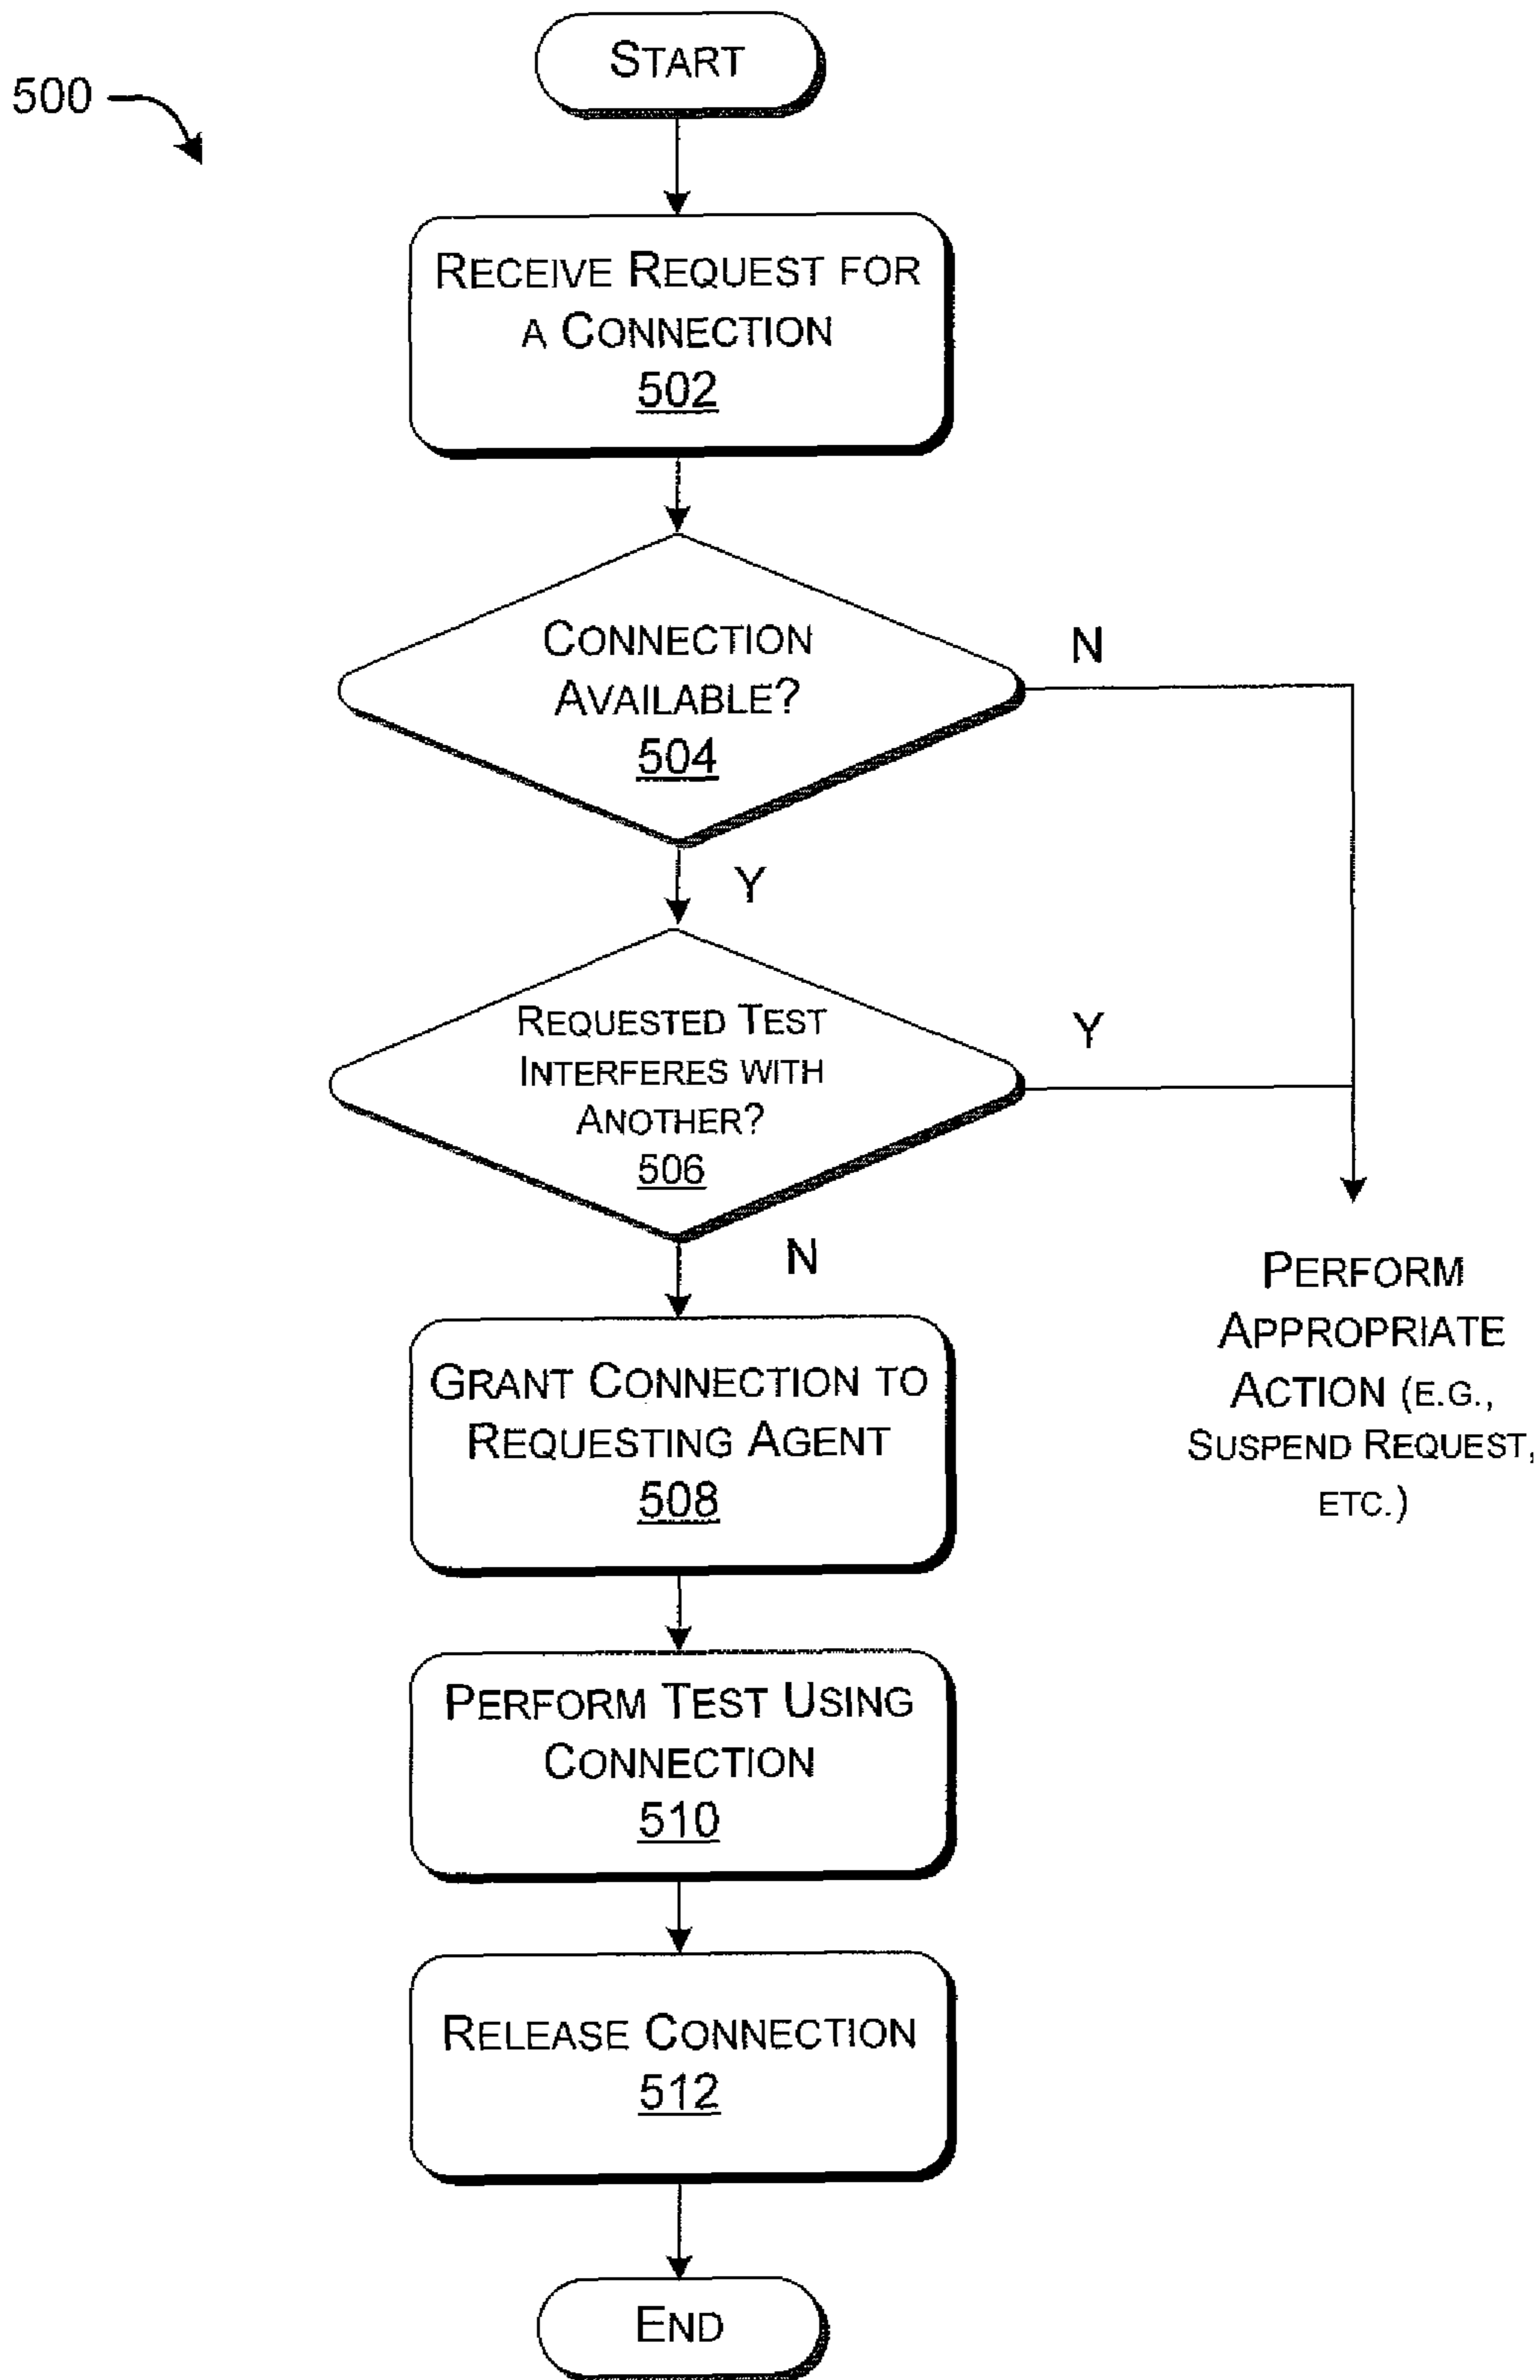 500
START
RECEIVE REQUEST FOR
A CONNECTION
502
CONNECTION
AVAILABLE?
504
N
Y
REQUESTED TEST
INTERFERES WITH
ANOTHER?
506
Y
N
PERFORM
APPROPRIATE
ACTION (E.G.,
SUSPEND REQUEST,
ETC.)
GRANT CONNECTION TO
REQUESTING AGENT
508
PERFORM TEST USING
CONNECTION
510
RELEASE CONNECTION
512
END